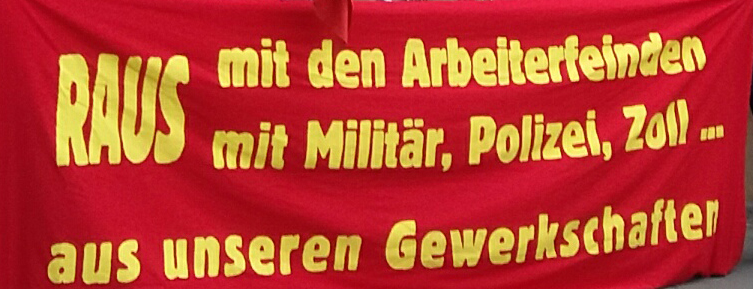 RAUS mit den Arbeiterfeinden
mit Militär, Polizei, Zoll ...
aus unseren Gewerkschaften